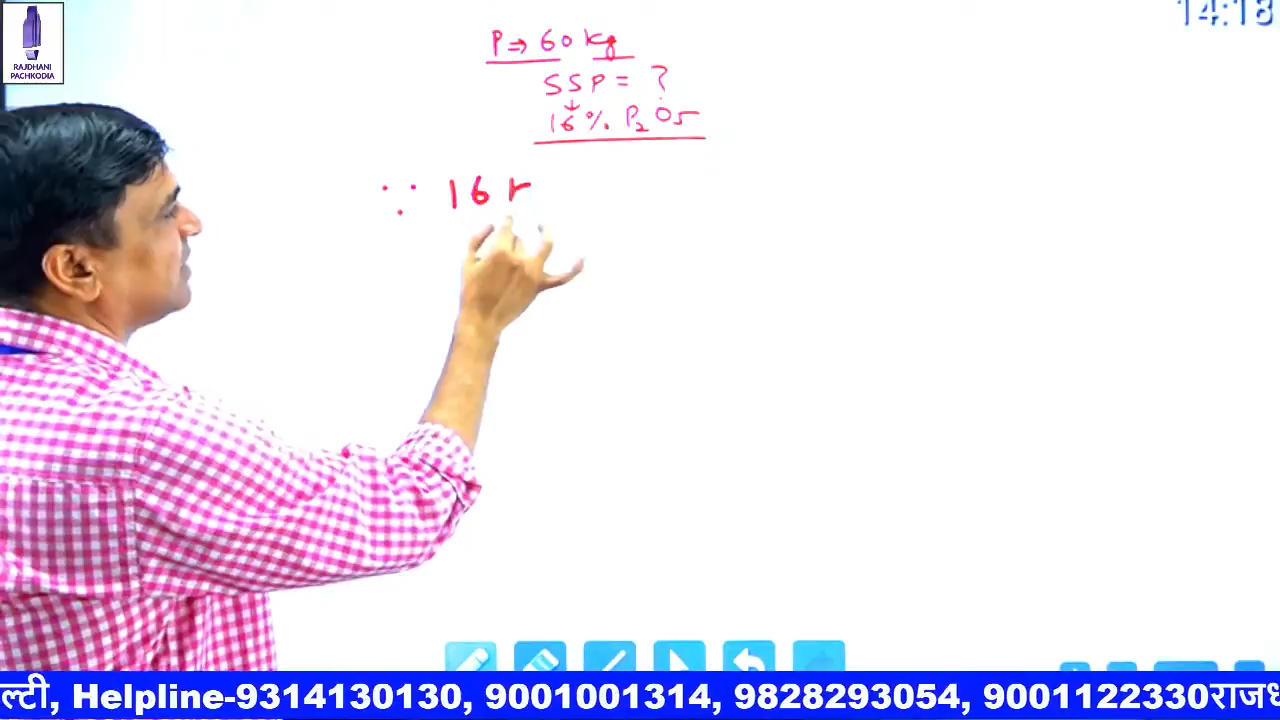 14:18
RAJDHANI
PACHKODIA
P → 60 kg
SSP = ?
↓
16% P₂O₅
∵ 16 k
ल्टी, Helpline-9314130130, 9001001314, 9828293054, 9001122330राजध